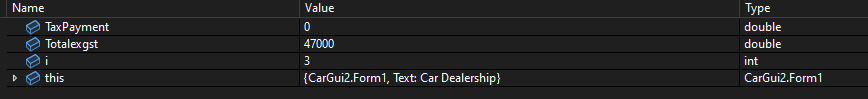 Name Value Type
TaxPayment 0 double
Totalexgst 47000 double
i 3 int
this {CarGui2.Form1, Text: Car Dealership} CarGui2.Form1